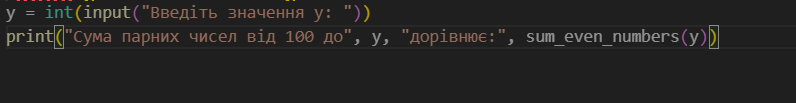 y = int(input("Введіть значення y: "))
print("Сума парних чисел від 100 до", y, "дорівнює:", sum_even_numbers(y))